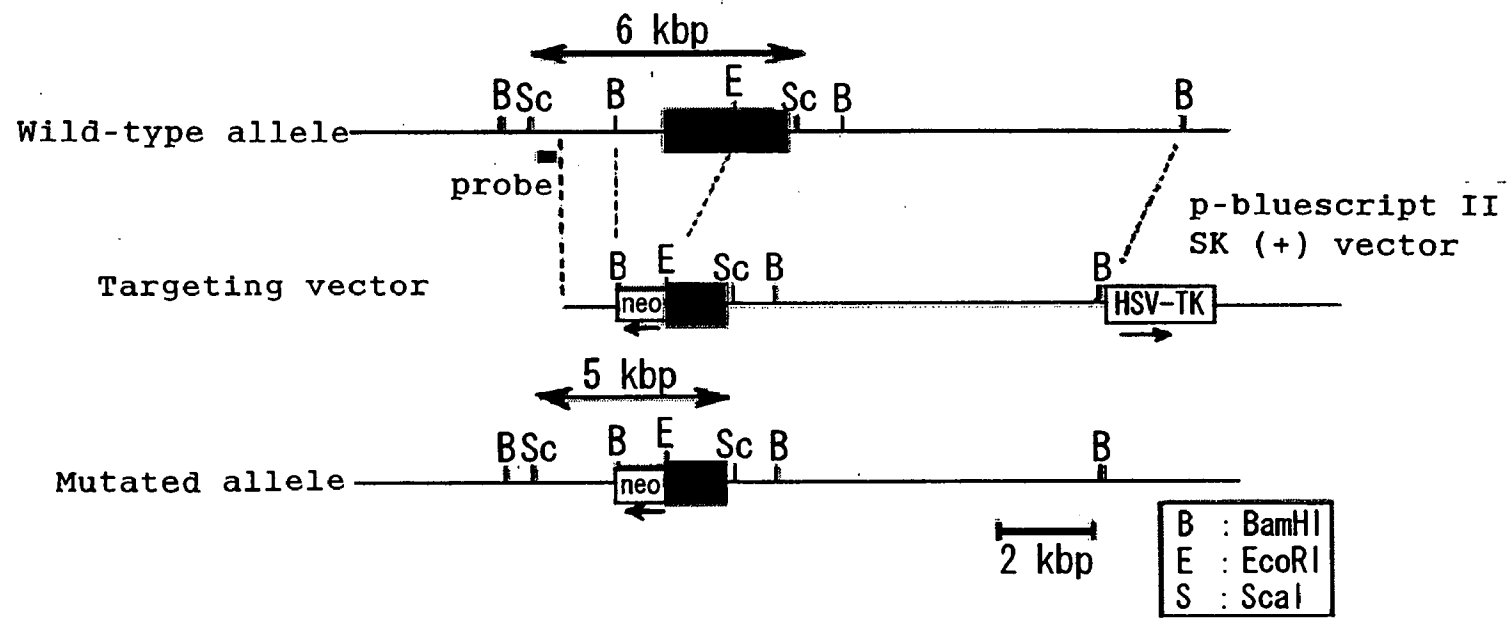 6 kbp
B Sc B E Sc B B
Wild-type allele
probe
p-bluescript II
SK (+) vector
B E Sc B B
Targeting vector
neo
HSV-TK
5 kbp
B Sc B E Sc B B
Mutated allele
neo
2 kbp
B : BamHI
E : EcoRI
S : ScaI